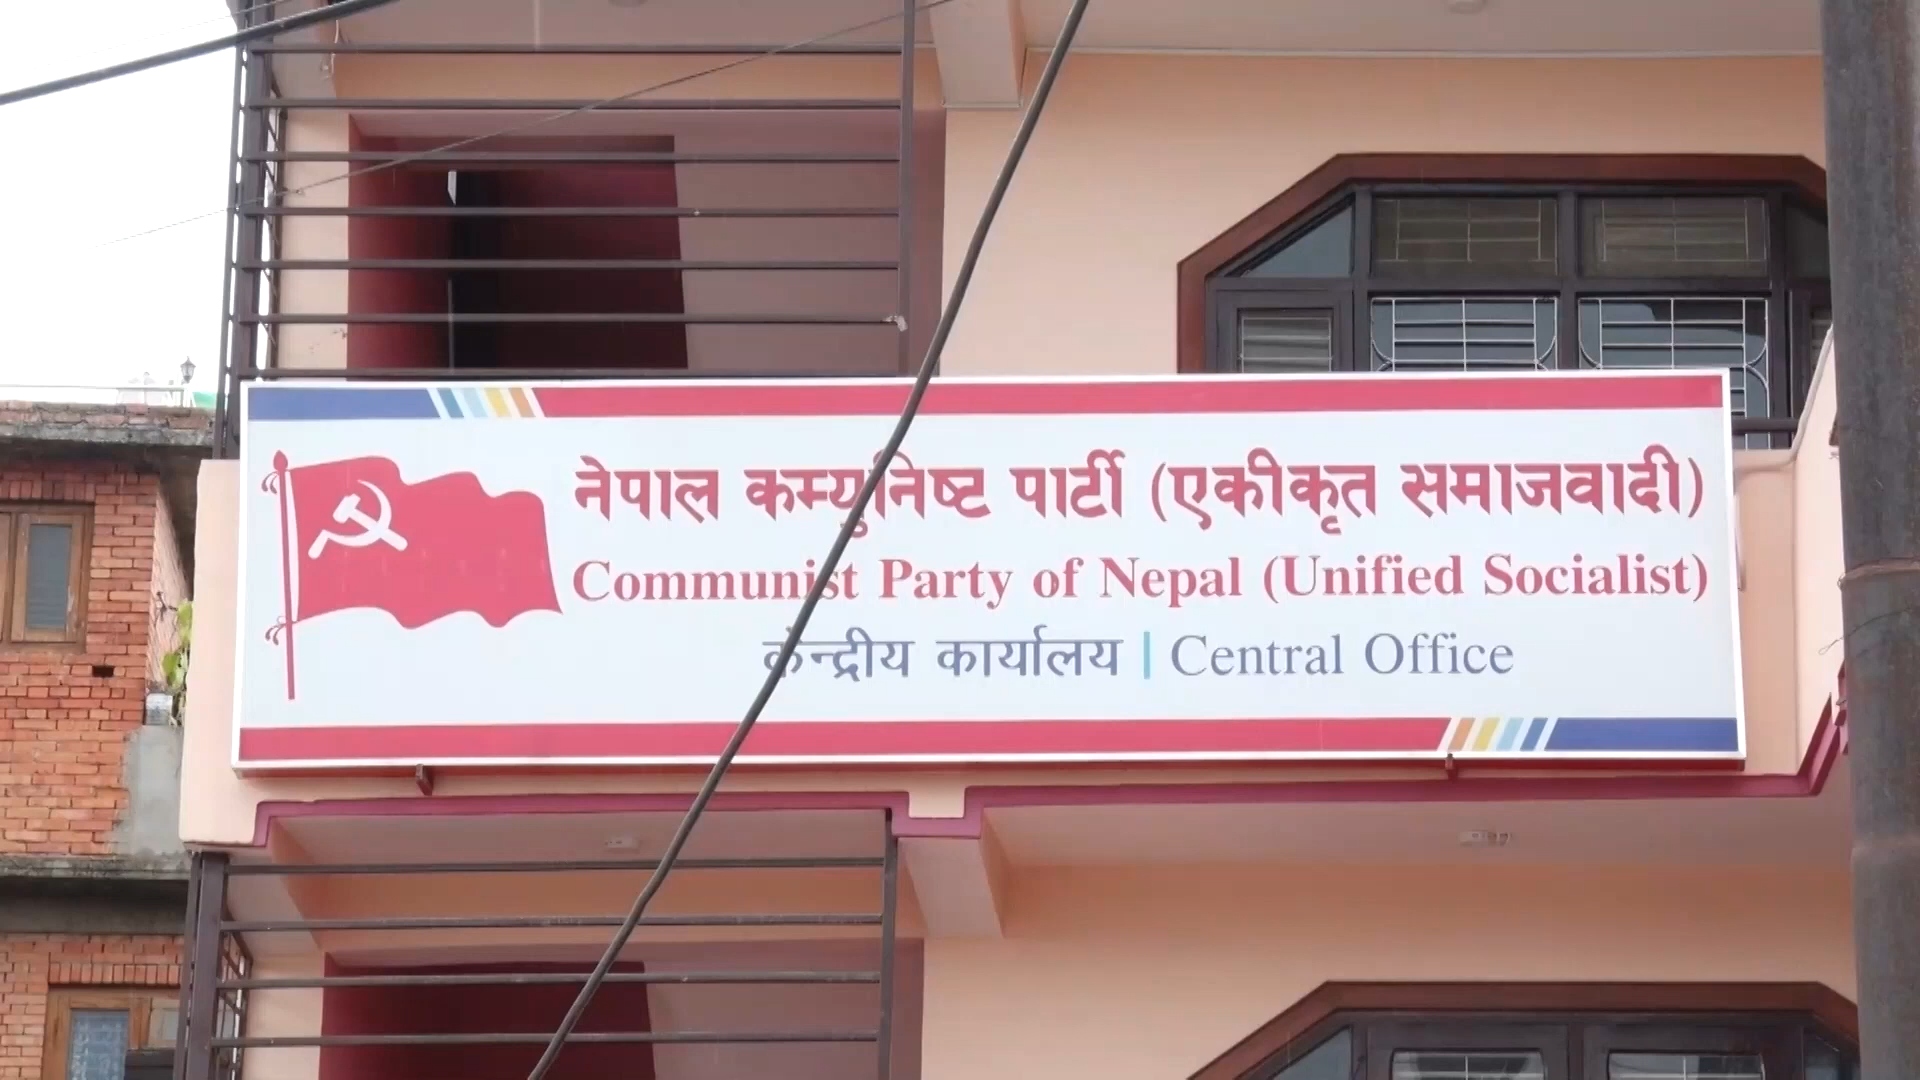 नेपाल कम्युनिष्ट पार्टी (एकीकृत समाजवादी)
Communist Party of Nepal (Unified Socialist)
केन्द्रीय कार्यालय | Central Office